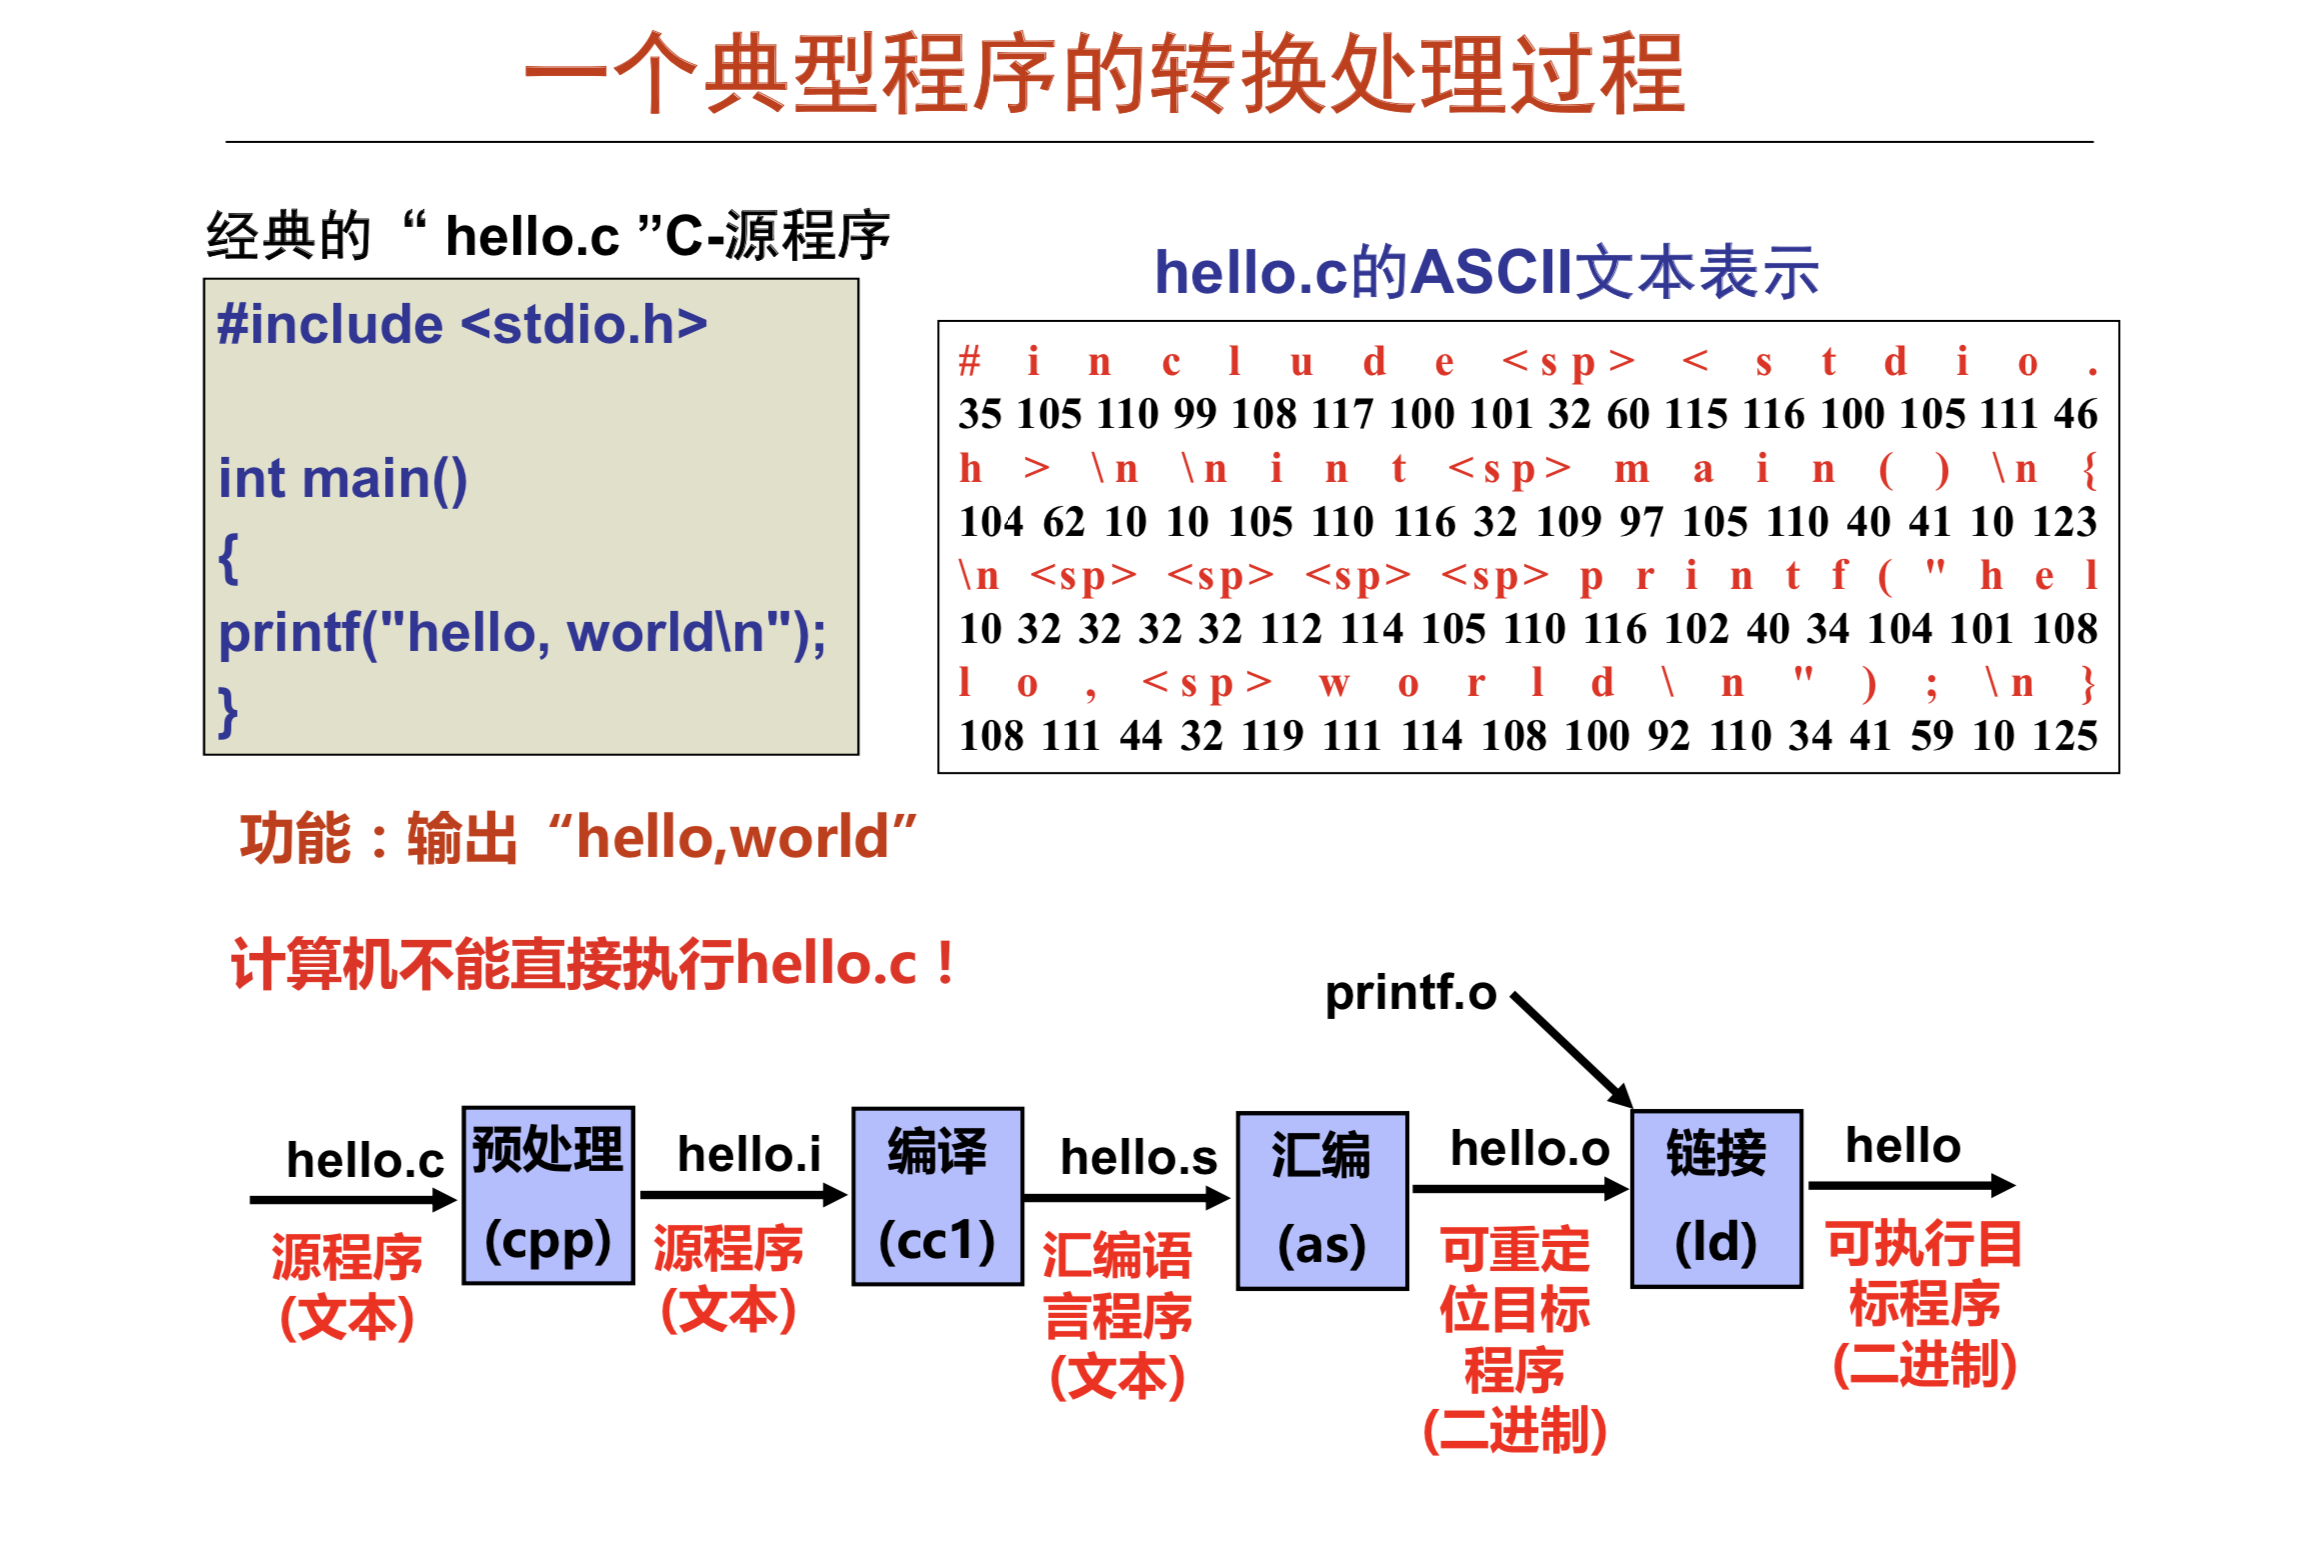 一个典型程序的转换处理过程
经典的 “ hello.c ”C-源程序
#include <stdio.h>
int main()
{
printf("hello, world\n");
}
hello.c的ASCII文本表示
# i n c l u d e <sp> < s t d i o .
35 105 110 99 108 117 100 101 32 60 115 116 100 105 111 46
h > \n \n i n t <sp> m a i n ( ) \n {
104 62 10 10 105 110 116 32 109 97 105 110 40 41 10 123
\n <sp> <sp> <sp> <sp> p r i n t f ( " h e l
10 32 32 32 32 112 114 105 110 116 102 40 34 104 101 108
l o , <sp> w o r l d \ n " ) ; \n }
108 111 44 32 119 111 114 108 100 92 110 34 41 59 10 125
功能：输出 “hello,world”
计算机不能直接执行hello.c！
printf.o
hello.c
源程序
(文本)
预处理
(cpp)
hello.i
源程序
(文本)
编译
(cc1)
hello.s
汇编语
言程序
(文本)
汇编
(as)
hello.o
可重定
位目标
程序
(二进制)
链接
(ld)
hello
可执行目
标程序
(二进制)